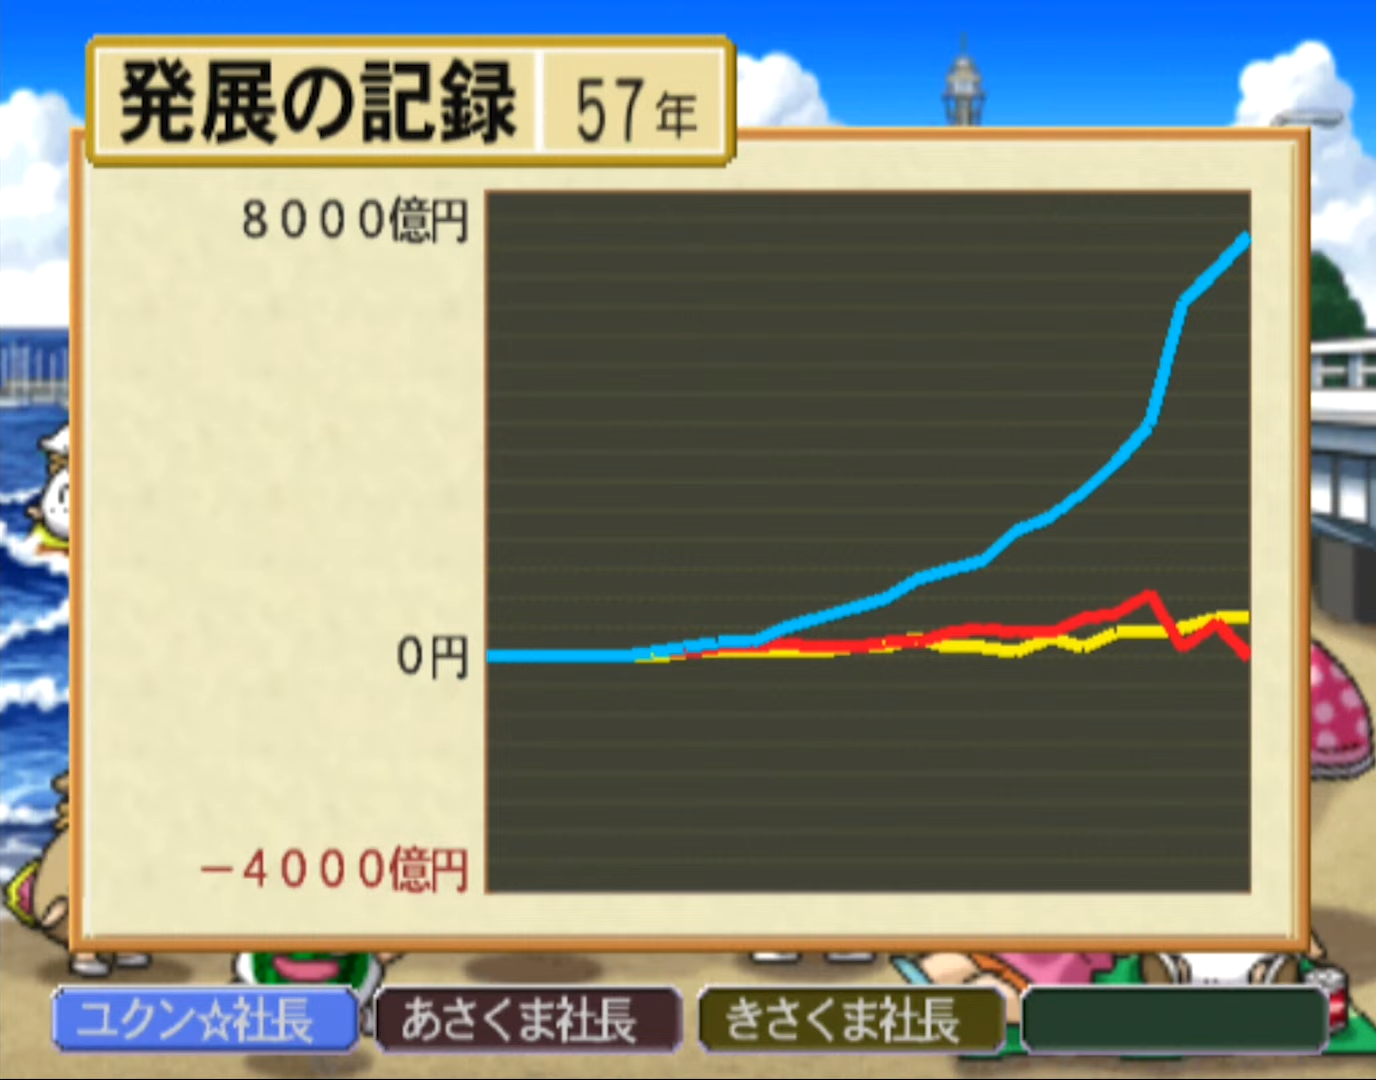 発展の記録 57年
8000億円
0円
−4000億円
ユクン☆社長 あさくま社長 きさくま社長